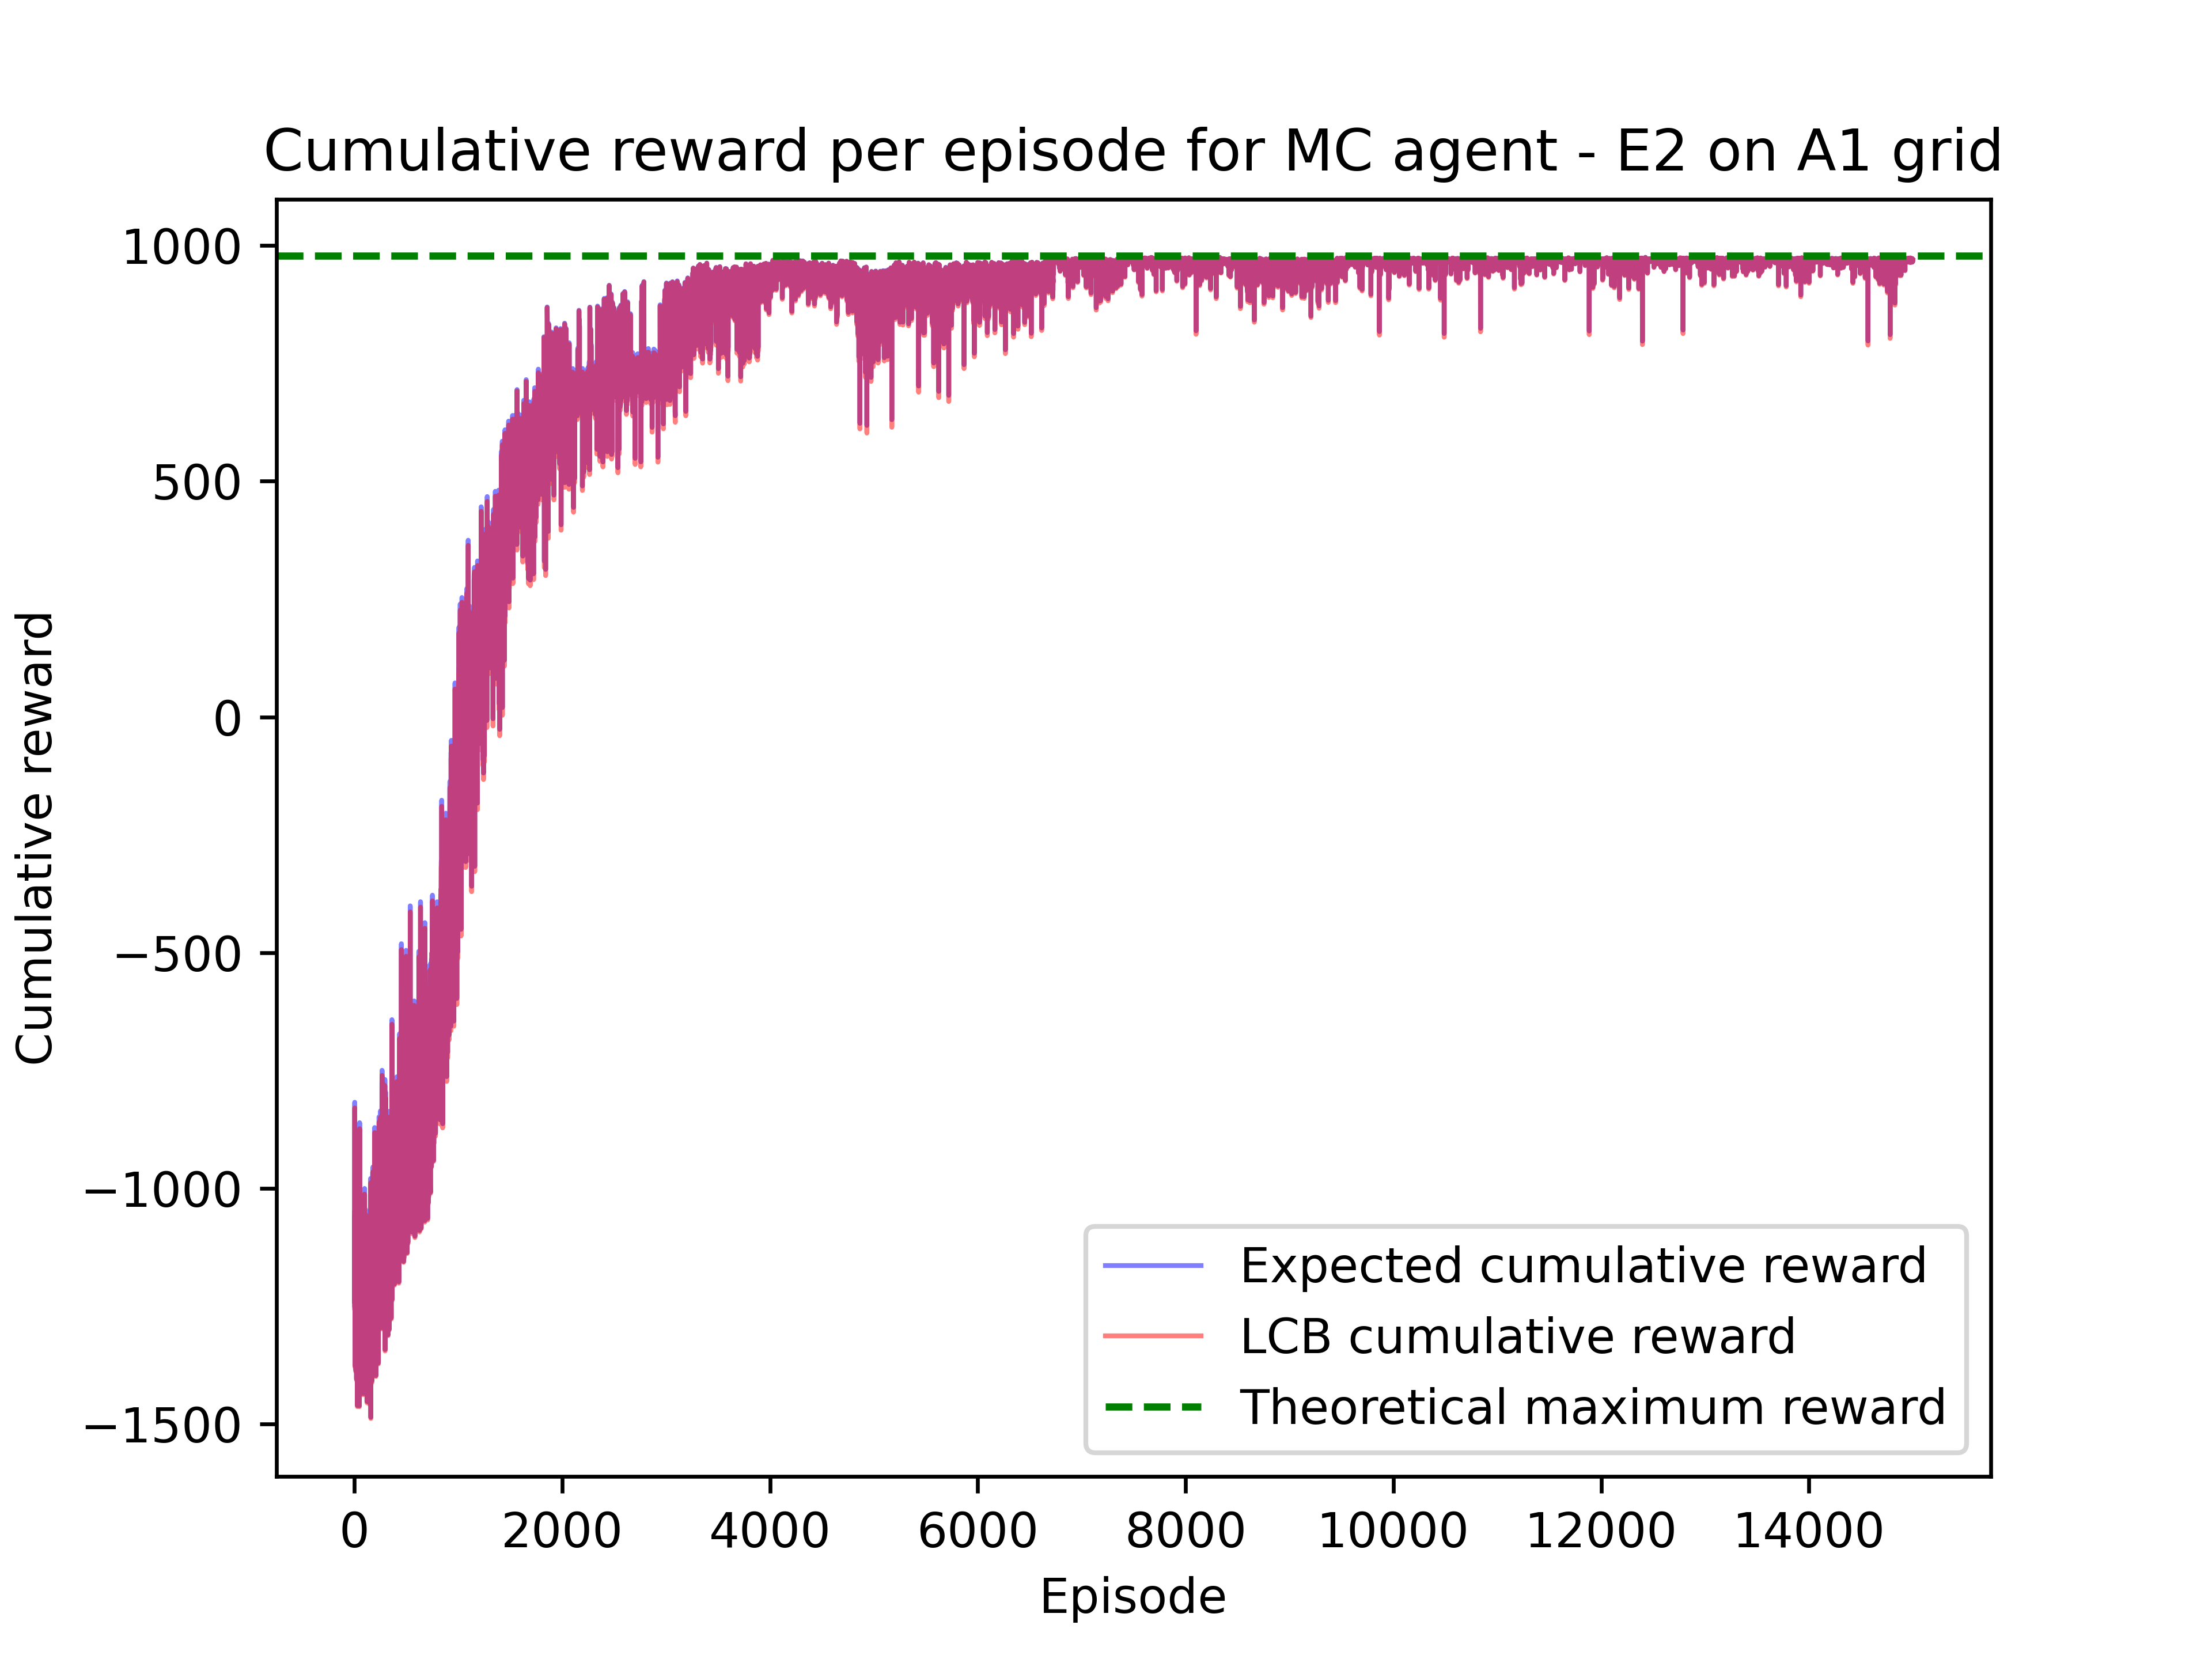 Cumulative reward per episode for MC agent - E2 on A1 grid
Cumulative reward
1000
500
0
−500
−1000
−1500
Expected cumulative reward
LCB cumulative reward
Theoretical maximum reward
0 2000 4000 6000 8000 10000 12000 14000
Episode